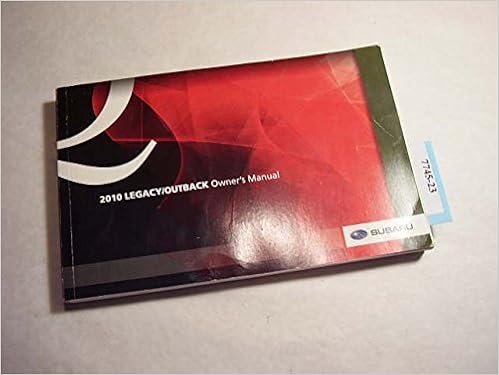 2010 LEGACY/OUTBACK Owner's Manual
SUBARU
7745-23